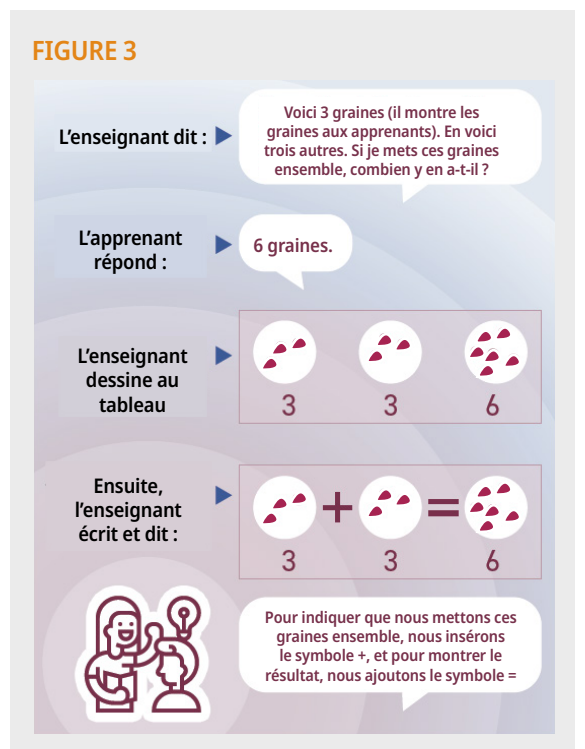 FIGURE 3
L'enseignant dit :
Voici 3 graines (il montre les
graines aux apprenants). En voici
trois autres. Si je mets ces graines
ensemble, combien y en a-t-il ?
L'apprenant
répond :
6 graines.
L'enseignant
dessine au
tableau
3 3 6
Ensuite,
l'enseignant
écrit et dit :
+ =
3 3 6
Pour indiquer que nous mettons ces
graines ensemble, nous insérons
le symbole +, et pour montrer le
résultat, nous ajoutons le symbole =